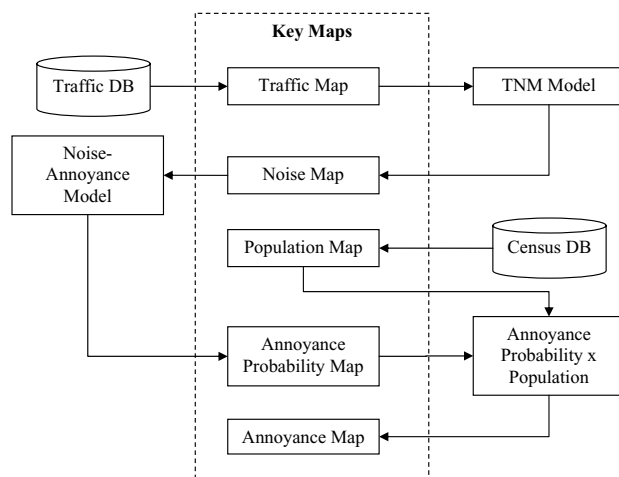 Key Maps
Traffic DB
Traffic Map
TNM Model
Noise-
Annoyance
Model
Noise Map
Population Map
Census DB
Annoyance
Probability Map
Annoyance
Probability x
Population
Annoyance Map